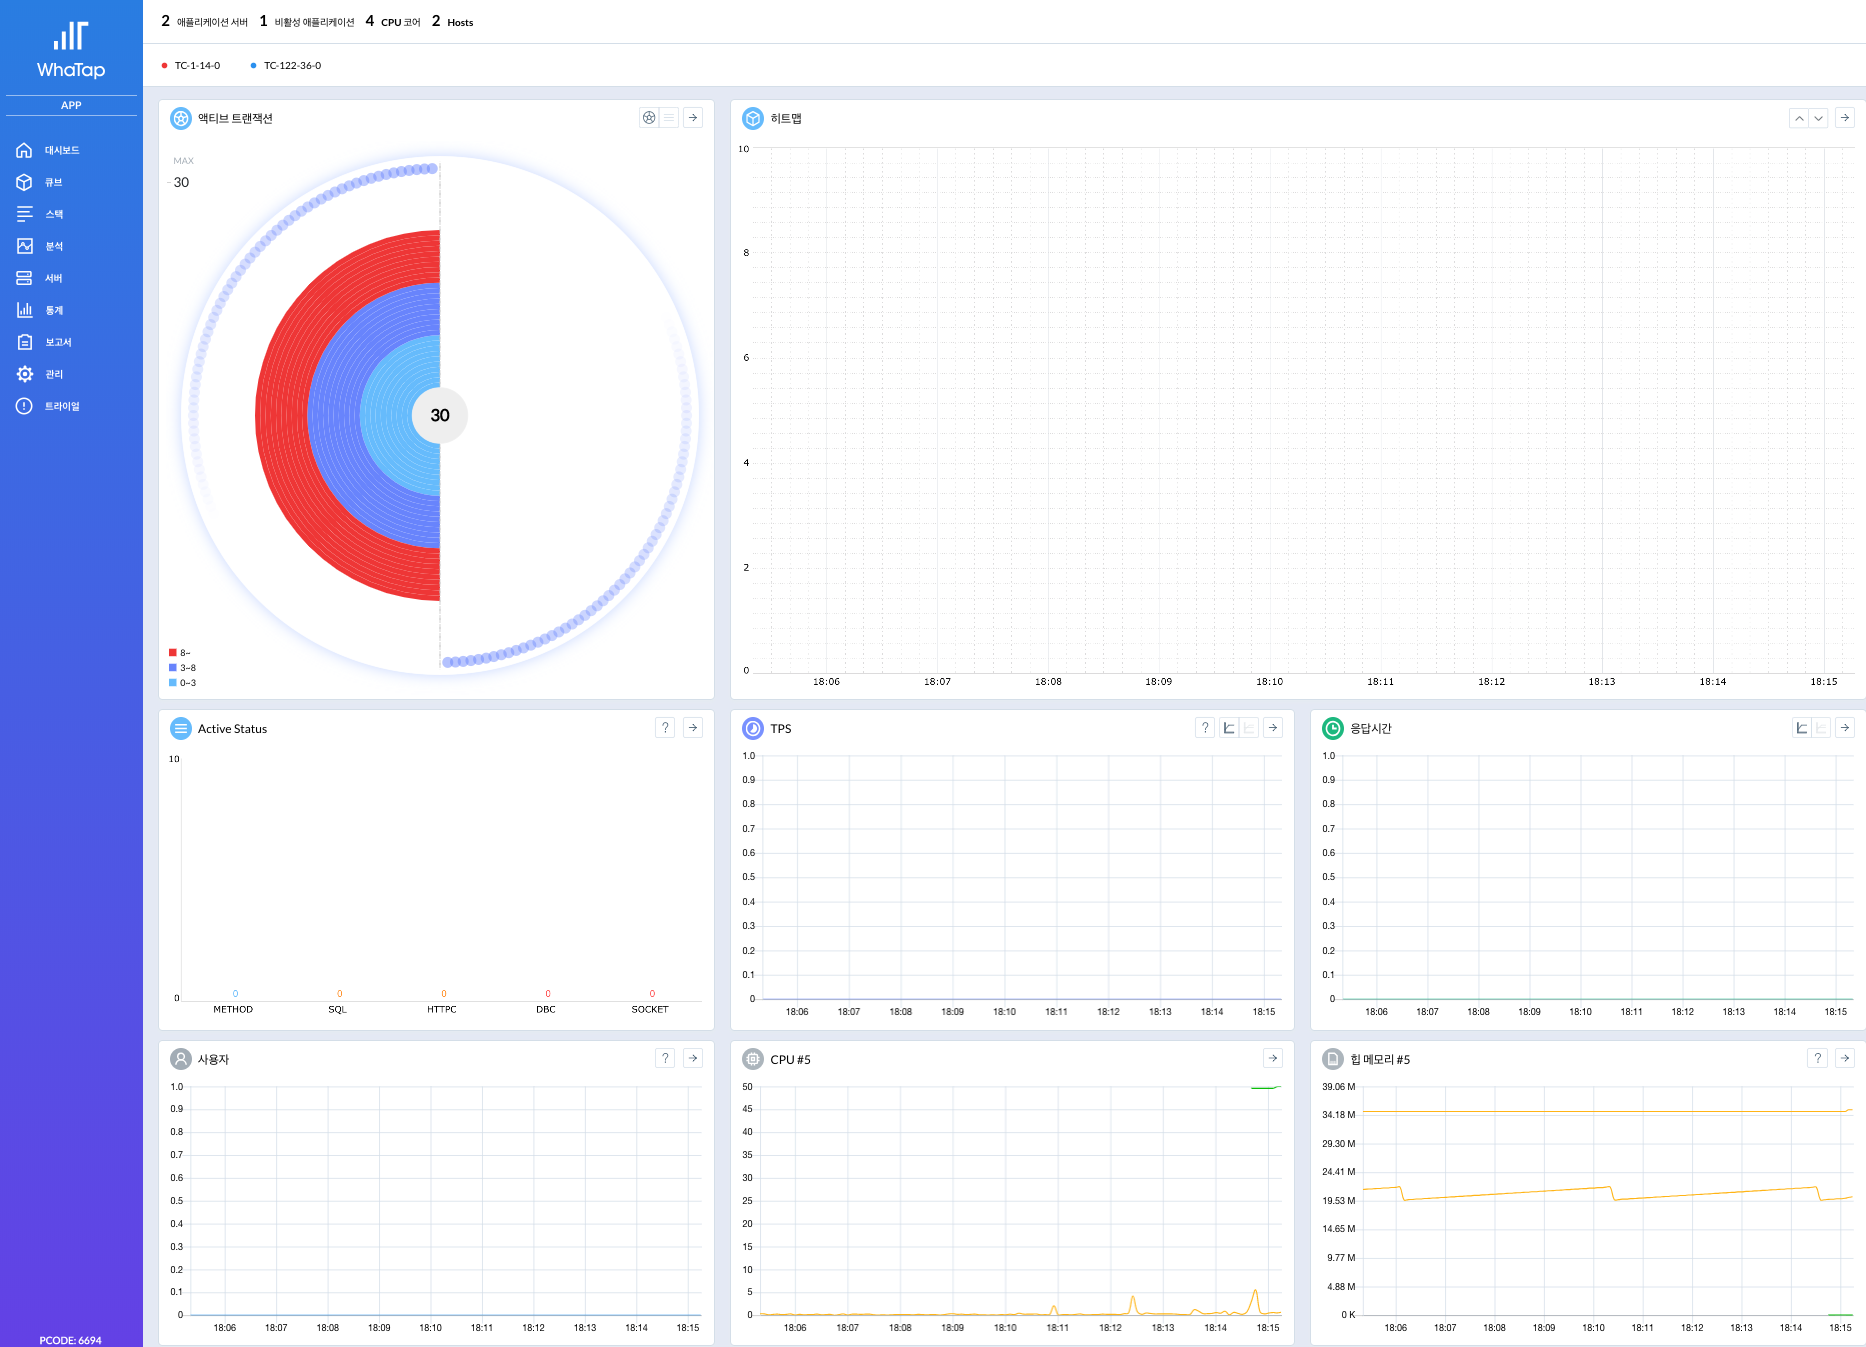 WhaTap
APP
대시보드
큐브
스택
분석
서버
통계
보고서
관리
트라이얼
PCODE: 6694
2 애플리케이션 서버 1 비활성 애플리케이션 4 CPU 코어 2 Hosts
TC-1-14-0 TC-122-36-0
액티브 트랜잭션
MAX
30
30
8~
3~8
0~3
히트맵
10
8
6
4
2
0
18:06 18:07 18:08 18:09 18:10 18:11 18:12 18:13 18:14 18:15
Active Status
?
10
0
0 0 0 0 0
METHOD SQL HTTPC DBC SOCKET
TPS
?
1.0
0.9
0.8
0.7
0.6
0.5
0.4
0.3
0.2
0.1
0
18:06 18:07 18:08 18:09 18:10 18:11 18:12 18:13 18:14 18:15
응답시간
1.0
0.9
0.8
0.7
0.6
0.5
0.4
0.3
0.2
0.1
0
18:06 18:07 18:08 18:09 18:10 18:11 18:12 18:13 18:14 18:15
사용자
?
1.0
0.9
0.8
0.7
0.6
0.5
0.4
0.3
0.2
0.1
0
18:06 18:07 18:08 18:09 18:10 18:11 18:12 18:13 18:14 18:15
CPU #5
50
45
40
35
30
25
20
15
10
5
0
18:06 18:07 18:08 18:09 18:10 18:11 18:12 18:13 18:14 18:15
힙 메모리 #5
?
39.06 M
34.18 M
29.30 M
24.41 M
19.53 M
14.65 M
9.77 M
4.88 M
0 K
18:06 18:07 18:08 18:09 18:10 18:11 18:12 18:13 18:14 18:15